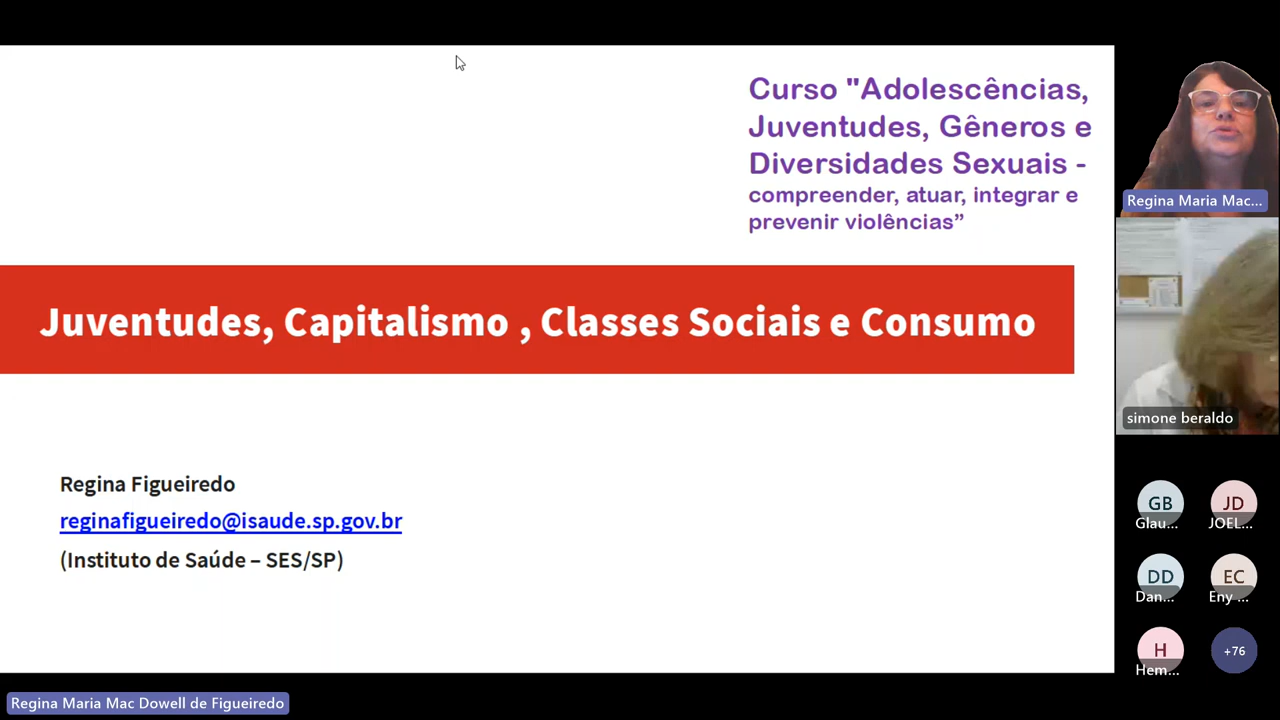 Curso "Adolescências,
Juventudes, Gêneros e
Diversidades Sexuais -
compreender, atuar, integrar e
prevenir violências”
Juventudes, Capitalismo , Classes Sociais e Consumo
Regina Figueiredo
reginafigueiredo@isaude.sp.gov.br
(Instituto de Saúde – SES/SP)
Regina Maria Mac...
simone beraldo
GB
Glau...
JD
JOEL...
DD
Dan...
EC
Eny ...
H
Hem...
+76
Regina Maria Mac Dowell de Figueiredo